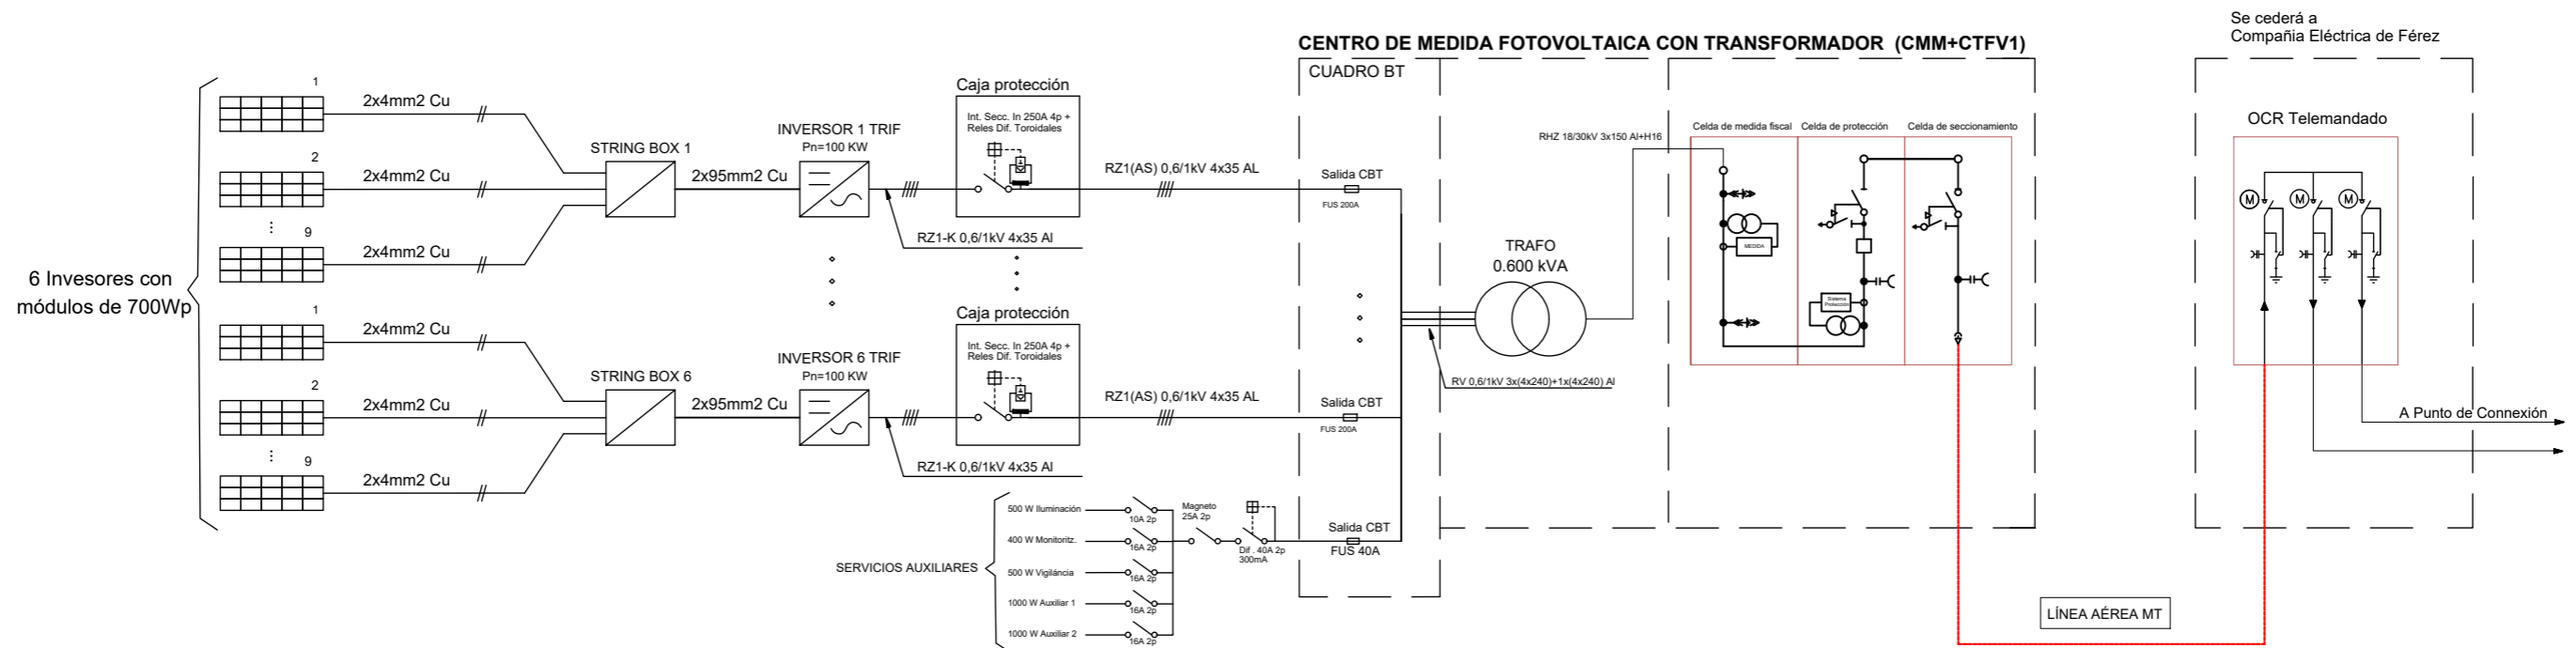 Se cederá a
Compañia Eléctrica de Férez
CENTRO DE MEDIDA FOTOVOLTAICA CON TRANSFORMADOR (CMM+CTFV1)
CUADRO BT
OCR Telemandado
M
M
M
6 Invesores con
módulos de 700Wp
1
2x4mm2 Cu
2
2x4mm2 Cu
9
2x4mm2 Cu
STRING BOX 1
2x95mm2 Cu
INVERSOR 1 TRIF
Pn=100 KW
RZ1-K 0,6/1kV 4x35 Al
Caja protección
Int. Secc. In 250A 4p +
Reles Dif. Toroidales
RZ1(AS) 0,6/1kV 4x35 AL
Salida CBT
FUS 200A
1
2x4mm2 Cu
2
2x4mm2 Cu
9
2x4mm2 Cu
STRING BOX 6
2x95mm2 Cu
INVERSOR 6 TRIF
Pn=100 KW
RZ1-K 0,6/1kV 4x35 Al
Caja protección
Int. Secc. In 250A 4p +
Reles Dif. Toroidales
RZ1(AS) 0,6/1kV 4x35 AL
Salida CBT
FUS 200A
TRAFO
0.600 kVA
RV 0,6/1kV 3x(4x240)+1x(4x240) Al
RHZ 18/30kV 3x150 Al+H16
Celda de medida fiscal
Celda de protección
Celda de seccionamiento
MEDIDA
Sistema
Protección
A Punto de Connexión
SERVICIOS AUXILIARES
500 W Iluminación
10A 2p
400 W Monitoritz.
16A 2p
500 W Vigiláncia
16A 2p
1000 W Auxiliar 1
16A 2p
1000 W Auxiliar 2
16A 2p
Magneto
25A 2p
Dif . 40A 2p
300mA
Salida CBT
FUS 40A
LÍNEA AÉREA MT